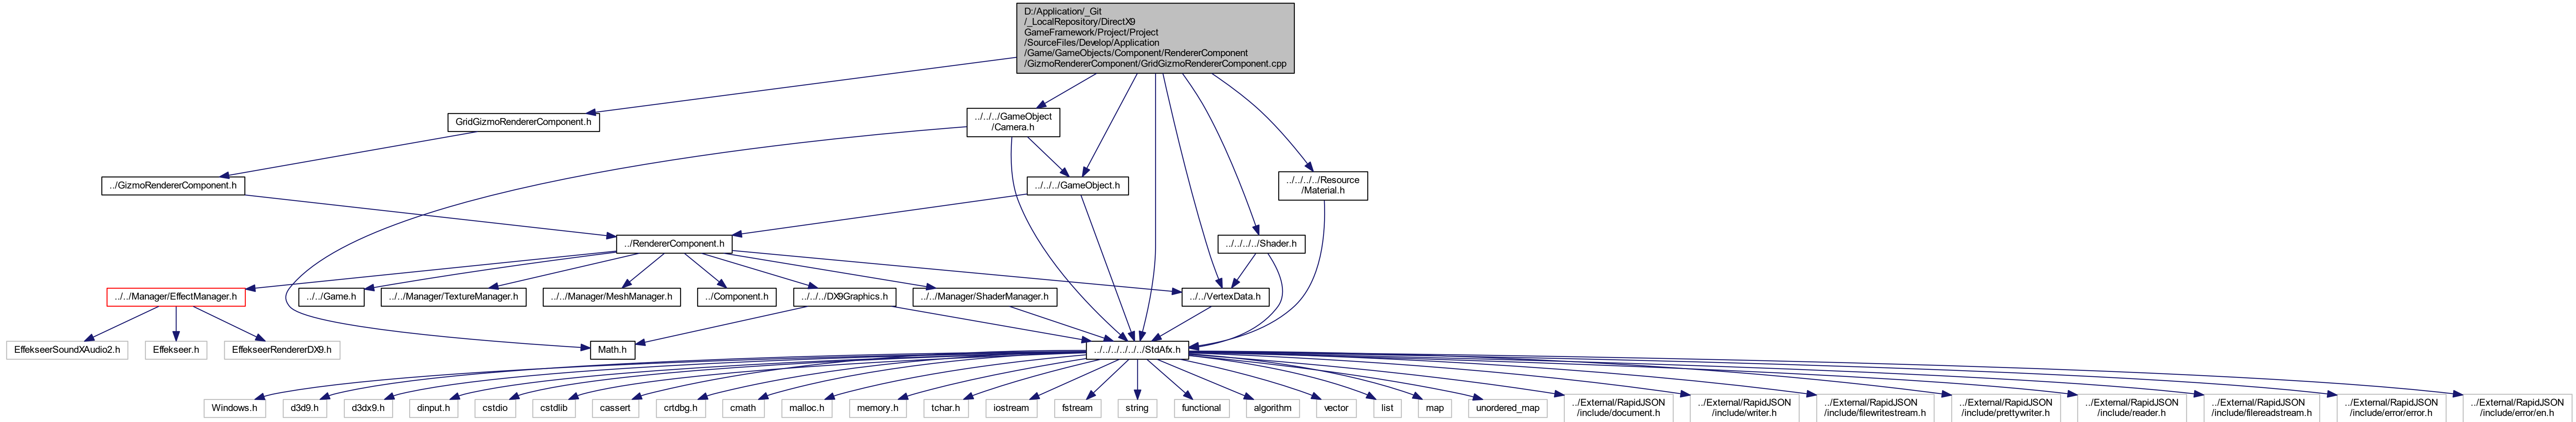 D:/Application/_Git
/_LocalRepository/DirectX9
GameFramework/Project/Project
/SourceFiles/Develop/Application
/Game/GameObjects/Component/RendererComponent
/GizmoRendererComponent/GridGizmoRendererComponent.cpp
GridGizmoRendererComponent.h
../../../GameObject
/Camera.h
../GizmoRendererComponent.h
../../../GameObject.h
../../../../Resource
/Material.h
../RendererComponent.h
../../../../Shader.h
../../Manager/EffectManager.h
../../Game.h
../../Manager/TextureManager.h
../../Manager/MeshManager.h
../Component.h
../../../DX9Graphics.h
../../Manager/ShaderManager.h
../../VertexData.h
EffekseerSoundXAudio2.h
Effekseer.h
EffekseerRendererDX9.h
Math.h
../../../../../../StdAfx.h
Windows.h
d3d9.h
d3dx9.h
dinput.h
cstdio
cstdlib
cassert
crtdbg.h
cmath
malloc.h
memory.h
tchar.h
iostream
fstream
string
functional
algorithm
vector
list
map
unordered_map
../External/RapidJSON
/include/document.h
../External/RapidJSON
/include/writer.h
../External/RapidJSON
/include/filewritestream.h
../External/RapidJSON
/include/prettywriter.h
../External/RapidJSON
/include/reader.h
../External/RapidJSON
/include/filereadstream.h
../External/RapidJSON
/include/error/error.h
../External/RapidJSON
/include/error/en.h